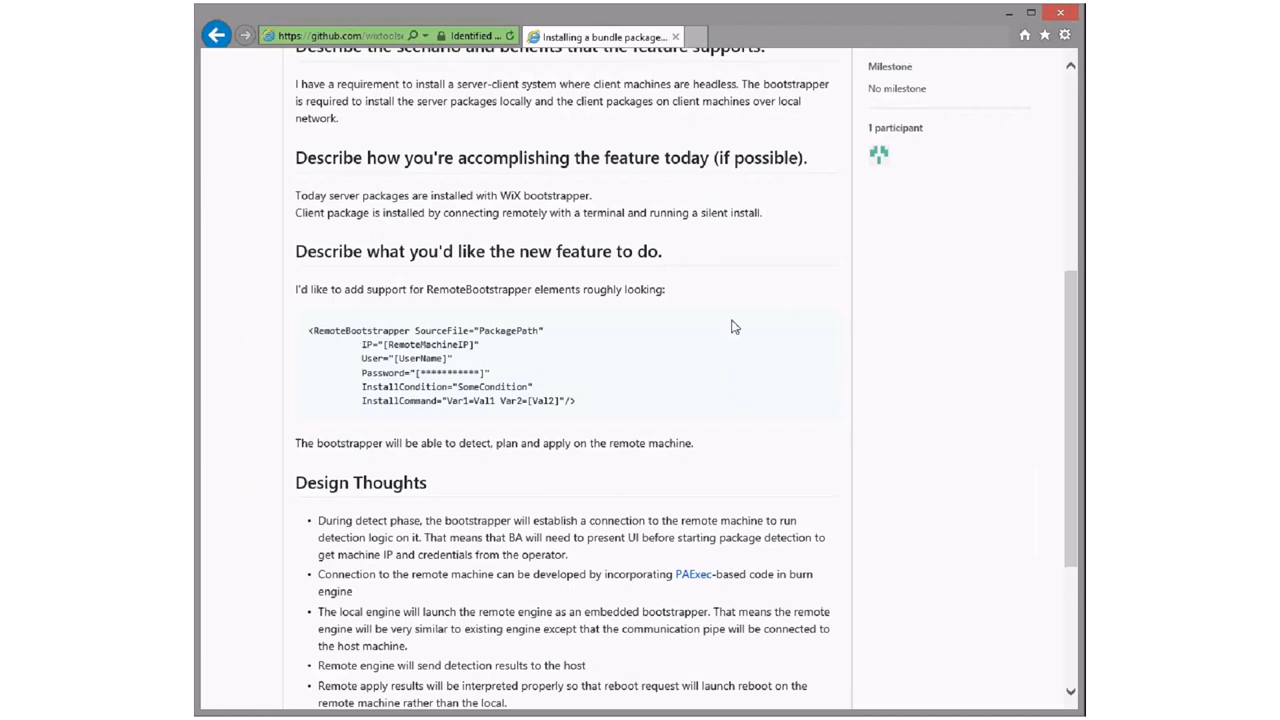 https://github.com/wixtools
Identified ...
Installing a bundle package...
Describe the scenario and benefits that the feature supports.
Milestone
I have a requirement to install a server-client system where client machines are headless. The bootstrapper
No milestone
is required to install the server packages locally and the client packages on client machines over local
network.
1 participant
Describe how you're accomplishing the feature today (if possible).
Today server packages are installed with WiX bootstrapper.
Client package is installed by connecting remotely with a terminal and running a silent install.
Describe what you'd like the new feature to do.
I'd like to add support for RemoteBootstrapper elements roughly looking:
<RemoteBootstrapper SourceFile="PackagePath"
IP="[RemoteMachineIP]"
User="[UserName]"
Password="[***********]"
InstallCondition="SomeCondition"
InstallCommand="Var1=Val1 Var2=[Val2]"/>
The bootstrapper will be able to detect, plan and apply on the remote machine.
Design Thoughts
• During detect phase, the bootstrapper will establish a connection to the remote machine to run
detection logic on it. That means that BA will need to present UI before starting package detection to
get machine IP and credentials from the operator.
• Connection to the remote machine can be developed by incorporating PAExec-based code in burn
engine
• The local engine will launch the remote engine as an embedded bootstrapper. That means the remote
engine will be very similar to existing engine except that the communication pipe will be connected to
the host machine.
• Remote engine will send detection results to the host
• Remote apply results will be interpreted properly so that reboot request will launch reboot on the
remote machine rather than the local.